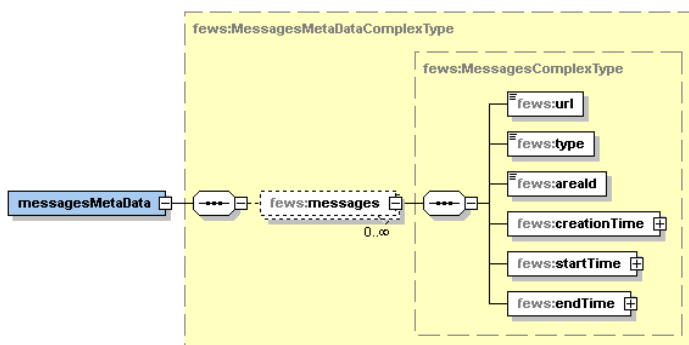 fews:MessagesMetaDataComplexType
fews:MessagesComplexType
fews:url
fews:type
fews:areaId
messagesMetaData
fews:messages
0..∞
fews:creationTime
fews:startTime
fews:endTime